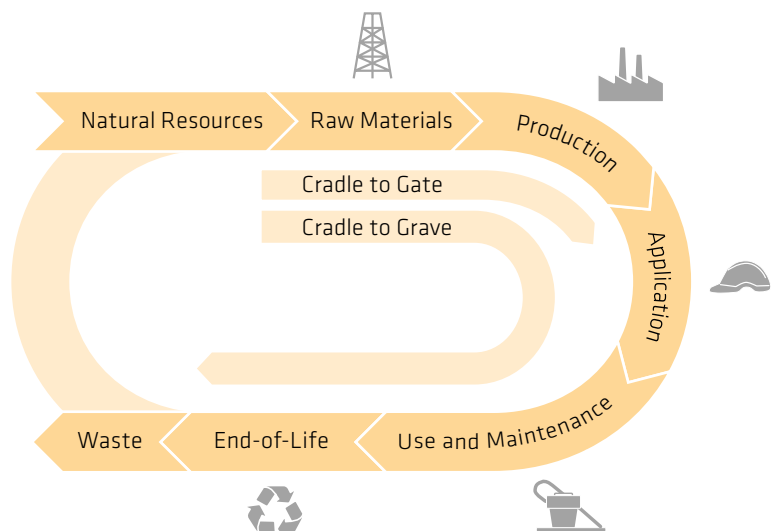 Natural Resources
Raw Materials
Production
Cradle to Gate
Cradle to Grave
Application
Use and Maintenance
End-of-Life
Waste